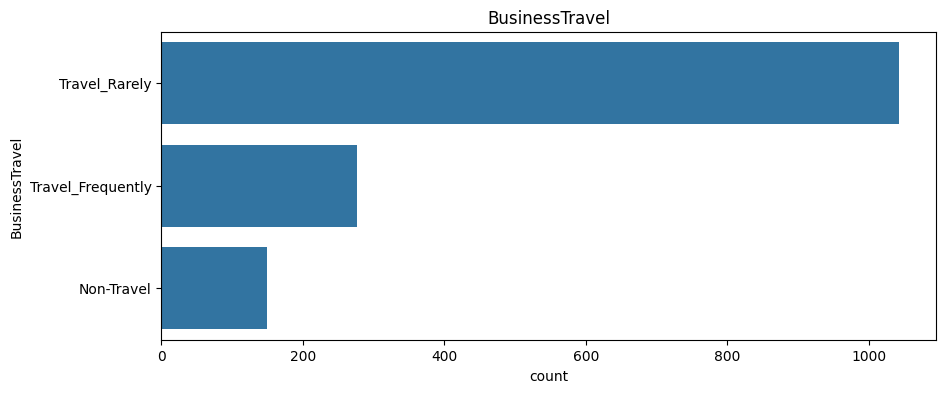 BusinessTravel
BusinessTravel
Travel_Rarely
Travel_Frequently
Non-Travel
0 200 400 600 800 1000
count